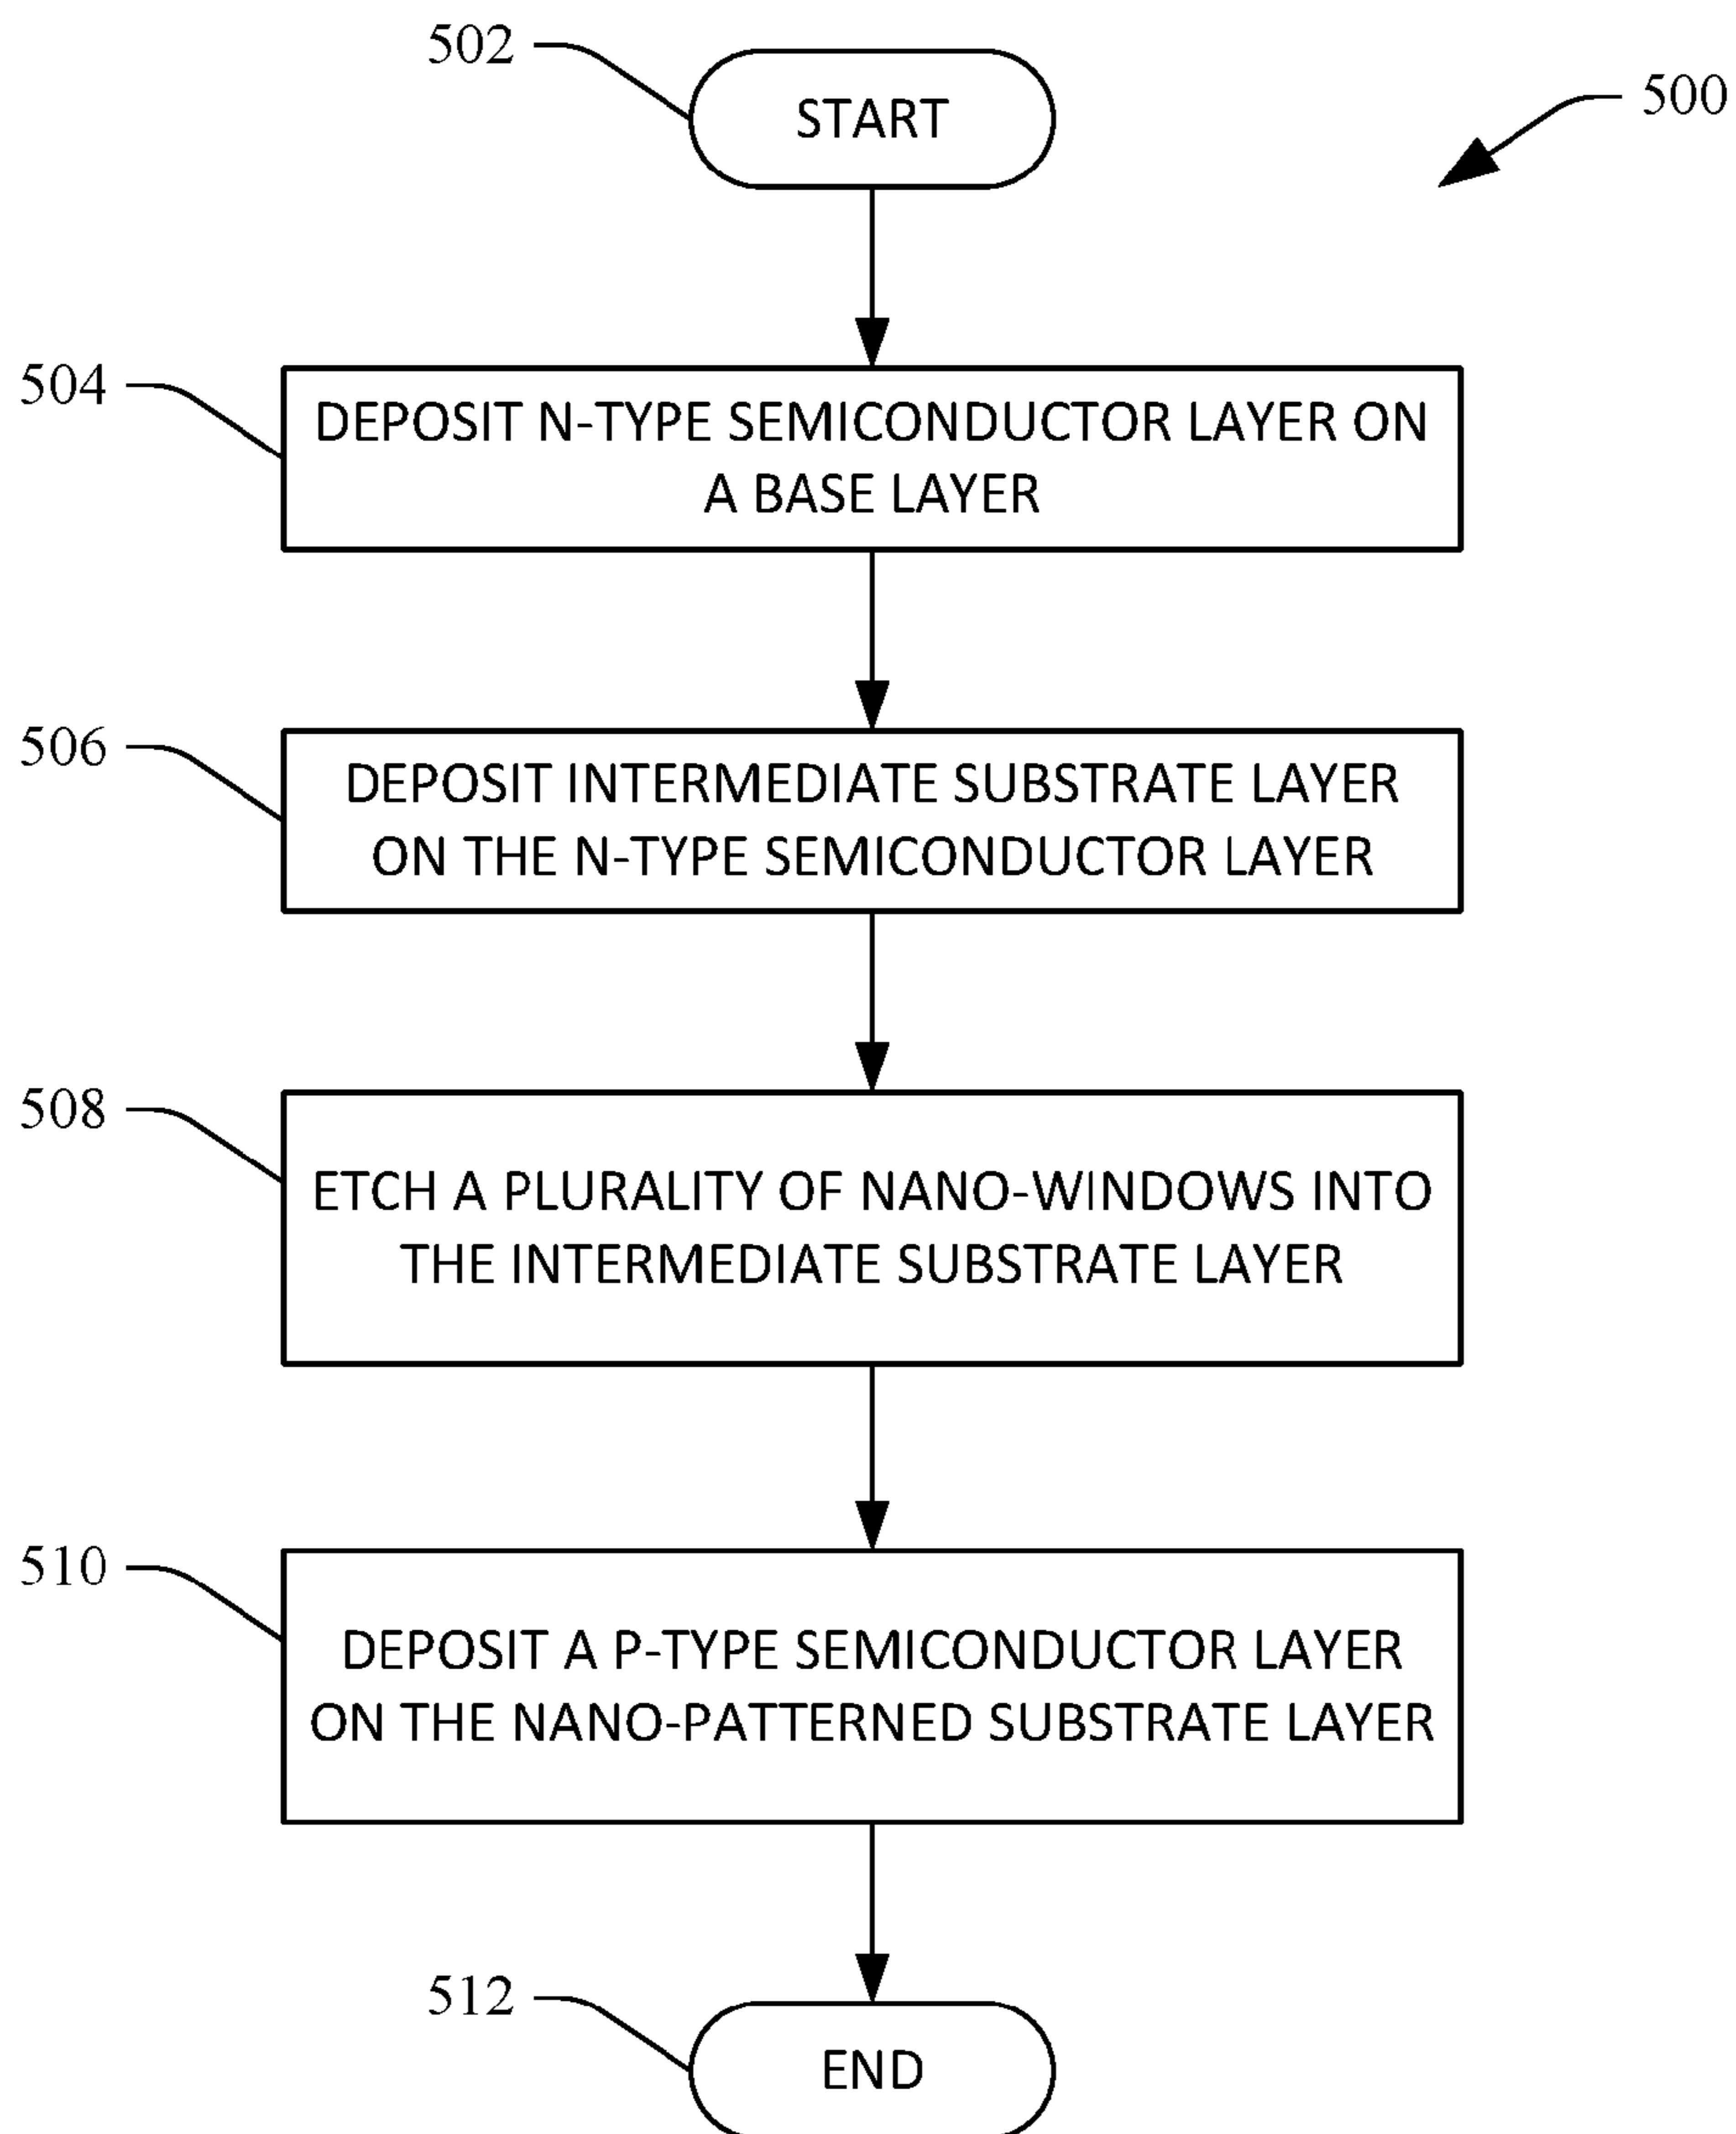 502
START
500
504
DEPOSIT N-TYPE SEMICONDUCTOR LAYER ON
A BASE LAYER
506
DEPOSIT INTERMEDIATE SUBSTRATE LAYER
ON THE N-TYPE SEMICONDUCTOR LAYER
508
ETCH A PLURALITY OF NANO-WINDOWS INTO
THE INTERMEDIATE SUBSTRATE LAYER
510
DEPOSIT A P-TYPE SEMICONDUCTOR LAYER
ON THE NANO-PATTERNED SUBSTRATE LAYER
512
END